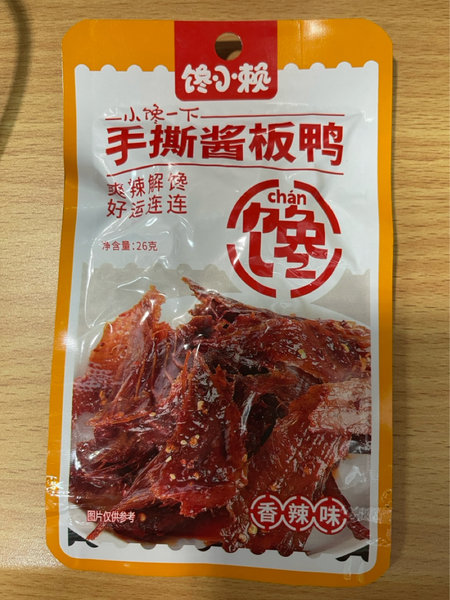 馋小赖
小馋一下
手撕酱板鸭
爽辣解馋
好运连连
净含量:26克
chán
馋
图片仅供参考
香辣味